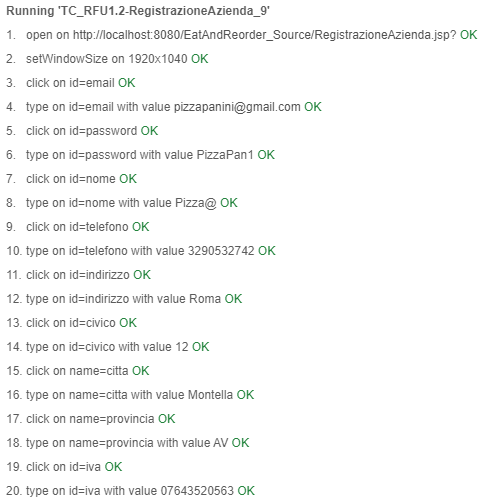 Running 'TC_RFU1.2-RegistrazioneAzienda_9'
1. open on http://localhost:8080/EatAndReorder_Source/RegistrazioneAzienda.jsp? OK
2. setWindowSize on 1920x1040 OK
3. click on id=email OK
4. type on id=email with value pizzapanini@gmail.com OK
5. click on id=password OK
6. type on id=password with value PizzaPan1 OK
7. click on id=nome OK
8. type on id=nome with value Pizza@ OK
9. click on id=telefono OK
10. type on id=telefono with value 3290532742 OK
11. click on id=indirizzo OK
12. type on id=indirizzo with value Roma OK
13. click on id=civico OK
14. type on id=civico with value 12 OK
15. click on name=citta OK
16. type on name=citta with value Montella OK
17. click on name=provincia OK
18. type on name=provincia with value AV OK
19. click on id=iva OK
20. type on id=iva with value 07643520563 OK